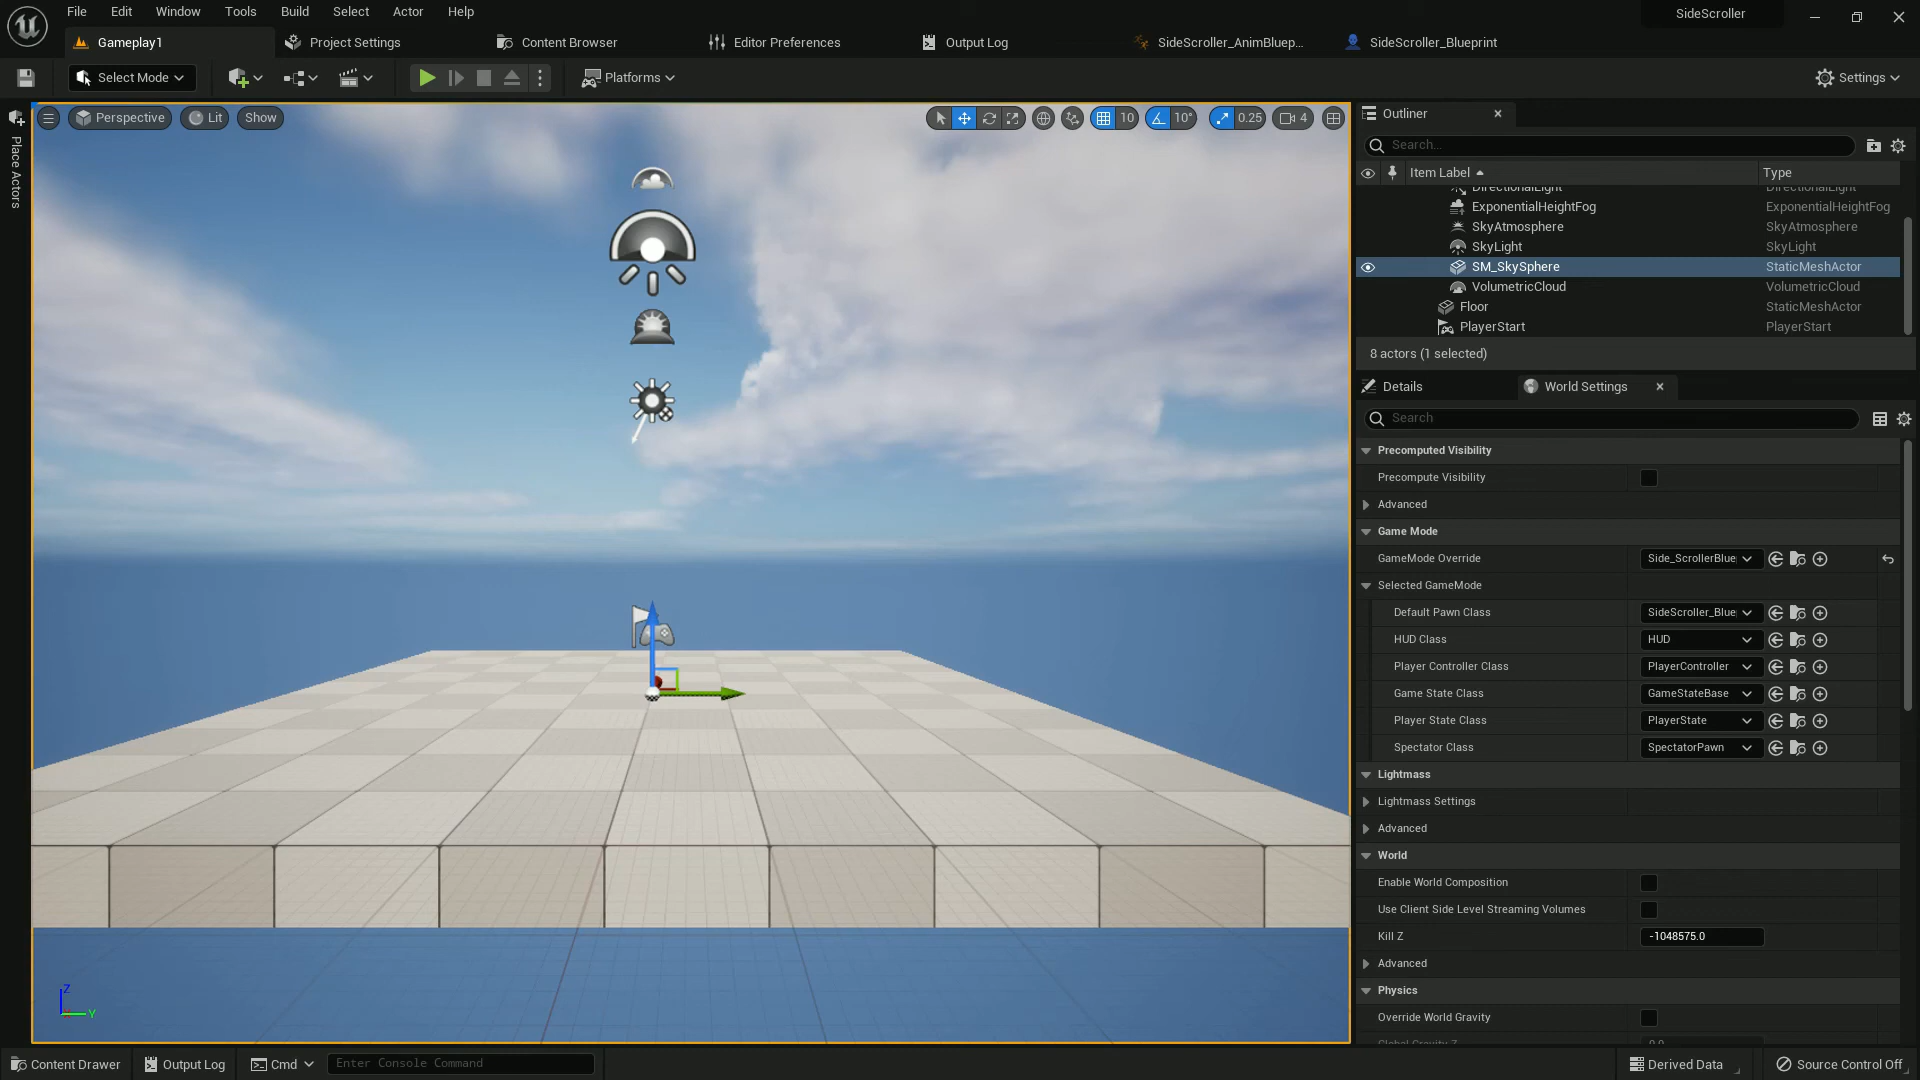 File Edit Window Tools Build Select Actor Help
SideScroller
Gameplay1 Project Settings Content Browser Editor Preferences Output Log SideScroller_AnimBluep... SideScroller_Blueprint
Select Mode Platforms Settings
Place Actors
Perspective Lit Show 10 10° 0.25 4
Outliner
Search...
Item Label Type
DirectionalLight DirectionalLight
ExponentialHeightFog ExponentialHeightFog
SkyAtmosphere SkyAtmosphere
SkyLight SkyLight
SM_SkySphere StaticMeshActor
VolumetricCloud VolumetricCloud
Floor StaticMeshActor
PlayerStart PlayerStart
8 actors (1 selected)
Details World Settings
Search
Precomputed Visibility
Precompute Visibility
Advanced
Game Mode
GameMode Override Side_ScrollerBlue
Selected GameMode
Default Pawn Class SideScroller_Blue
HUD Class HUD
Player Controller Class PlayerController
Game State Class GameStateBase
Player State Class PlayerState
Spectator Class SpectatorPawn
Lightmass
Lightmass Settings
Advanced
World
Enable World Composition
Use Client Side Level Streaming Volumes
Kill Z -1048575.0
Advanced
Physics
Override World Gravity
Global Gravity Z 0.0
Z
Y
Content Drawer Output Log Cmd Enter Console Command Derived Data Source Control Off